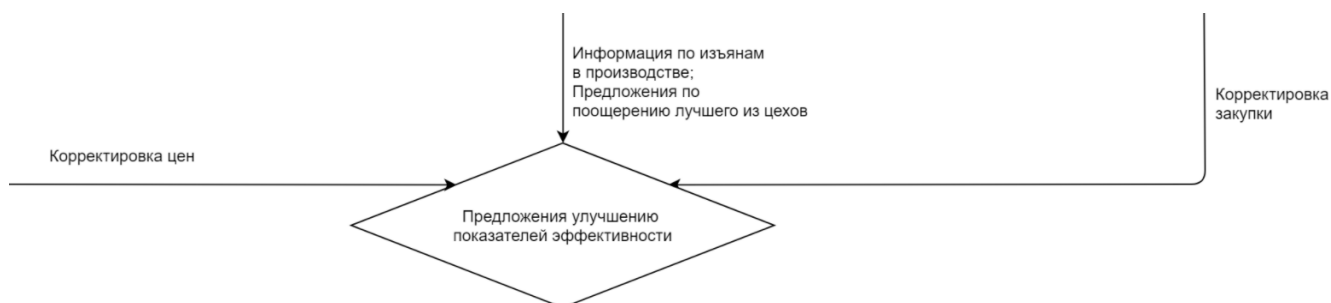 Информация по изъянам
в производстве;
Предложения по
поощерению лучшего из цехов
Корректировка
закупки
Корректировка цен
Предложения улучшению
показателей эффективности